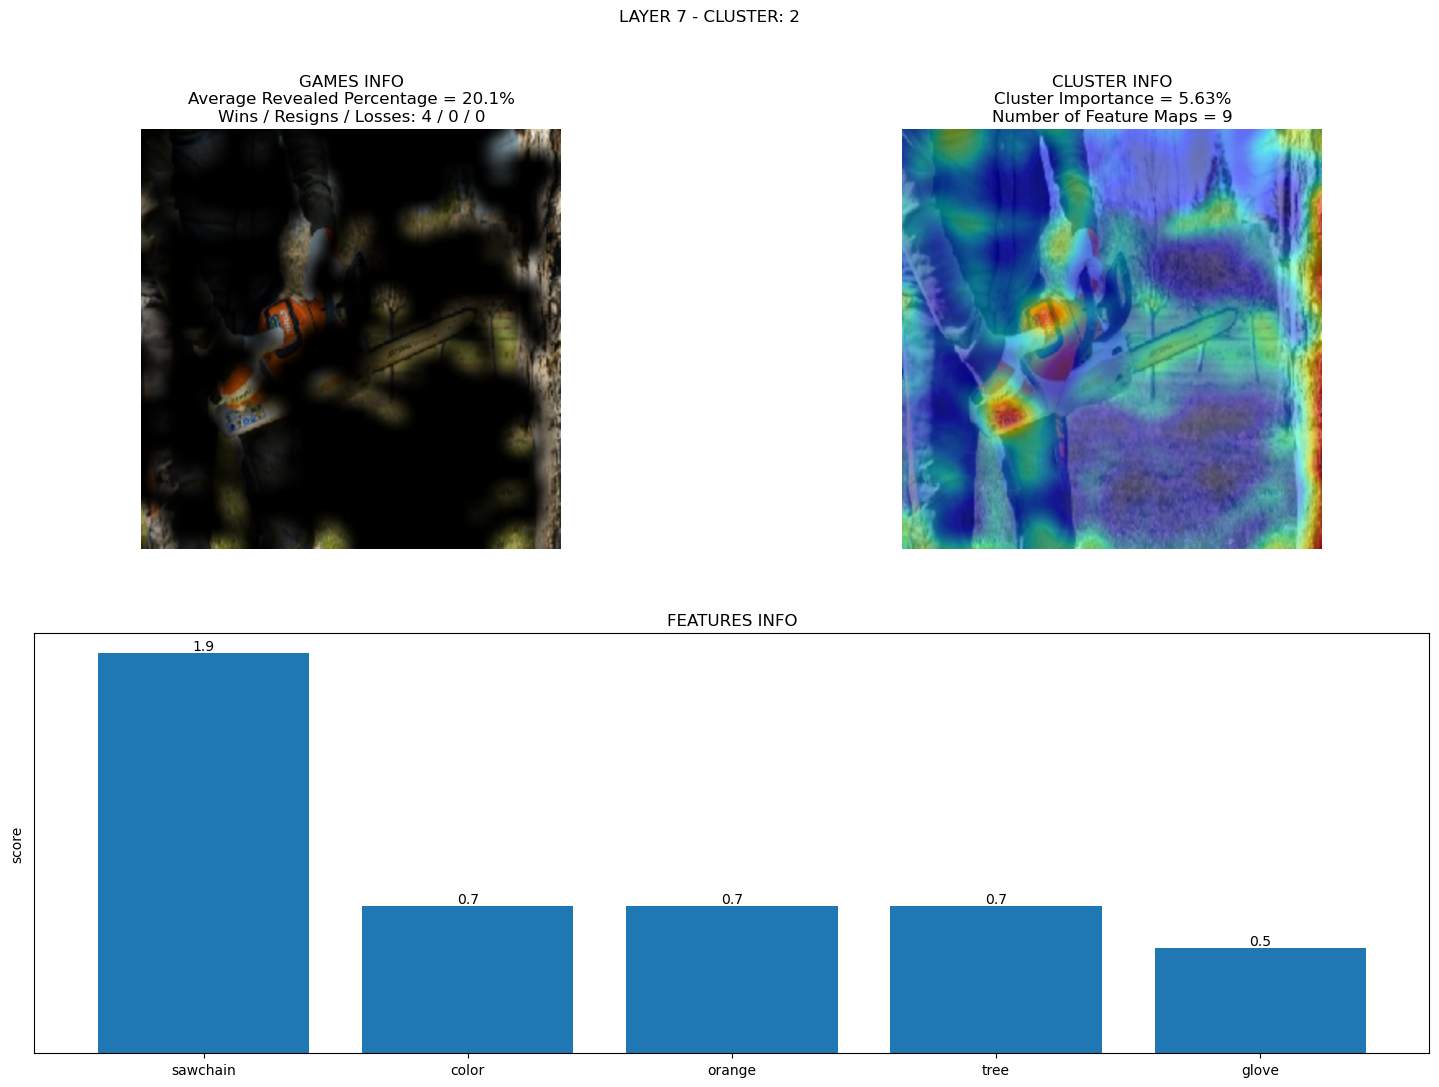 LAYER 7 - CLUSTER: 2
GAMES INFO
Average Revealed Percentage = 20.1%
Wins / Resigns / Losses: 4 / 0 / 0
CLUSTER INFO
Cluster Importance = 5.63%
Number of Feature Maps = 9
FEATURES INFO
score
1.9
0.7
0.7
0.7
0.5
sawchain
color
orange
tree
glove